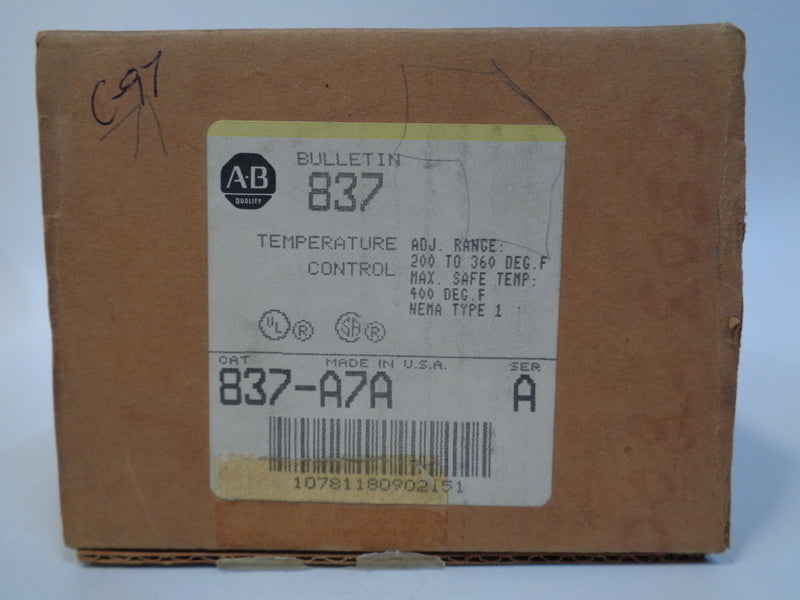 C-97
A·B
QUALITY
BULLETIN
837
TEMPERATURE
CONTROL
ADJ. RANGE:
200 TO 360 DEG.F
MAX. SAFE TEMP:
400 DEG.F
NEMA TYPE 1
UL R
SA R
CAT MADE IN U.S.A. SER
837-A7A A
10781180902151